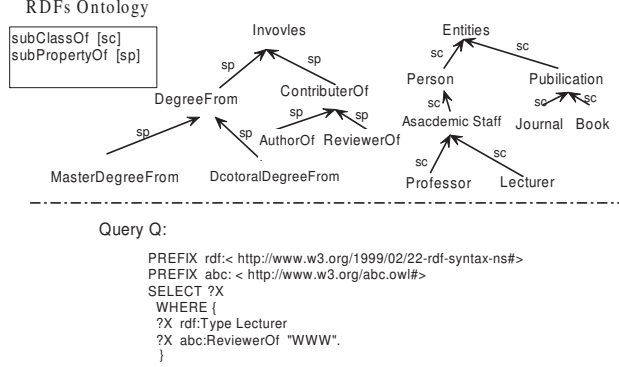 RDFs Ontology
subClassOf [sc]
subPropertyOf [sp]
Invovles
sp
sp
DegreeFrom
ContributerOf
sp
sp
sp
sp
AuthorOf
ReviewerOf
MasterDegreeFrom
DcotoralDegreeFrom
Entities
sc
sc
Person
Pubilication
sc
sc
sc
Asacdemic Staff
Journal
Book
sc
sc
Professor
Lecturer
Query Q:
PREFIX rdf:< http://www.w3.org/1999/02/22-rdf-syntax-ns#>
PREFIX abc: < http://www.w3.org/abc.owl#>
SELECT ?X
WHERE {
?X rdf:Type Lecturer
?X abc:ReviewerOf "WWW".
}